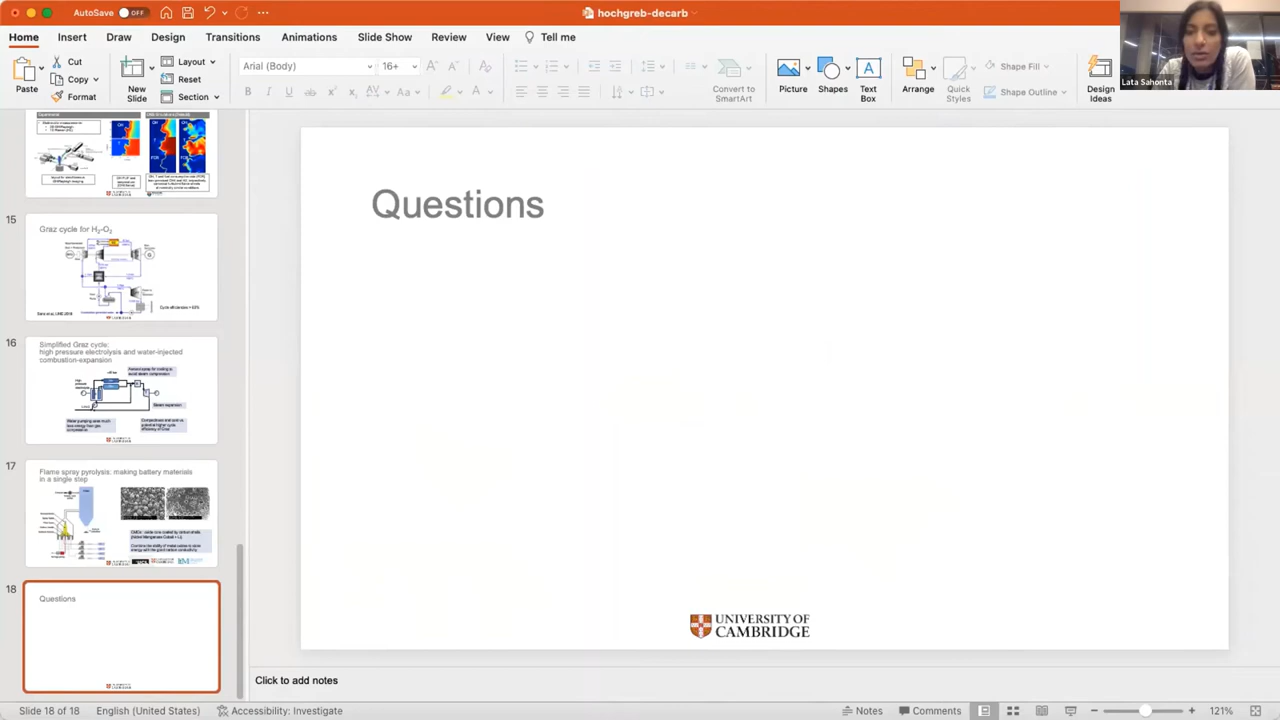 AutoSave OFF
hochgreb-decarb
Home Insert Draw Design Transitions Animations Slide Show Review View Tell me
Paste
Cut
Copy
Format
New
Slide
Layout
Reset
Section
Arial (Body)
16+
B
Convert to
SmartArt
Picture
Shapes
Text
Box
Arrange
Styles
Shape Fill
Shape Outline
Design
Ideas
Lata Sahonta
15
Graz cycle for H2-O2
16
Simplified Graz cycle:
high pressure electrolysis and water-injected
combustion-expansion
Steam expansion
17
Flame spray pyrolysis: making battery materials
in a single step
18
Questions
Questions
UNIVERSITY OF
CAMBRIDGE
Click to add notes
Slide 18 of 18 English (United States) Accessibility: Investigate Notes Comments 121%